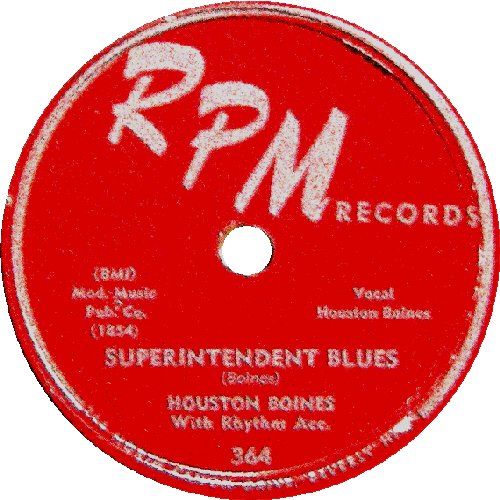 RPM
RECORDS
(BMI)
Mod. Music
Pub. Co.
(1854)
Vocal
Houston Boines
SUPERINTENDENT BLUES
(Boines)
HOUSTON BOINES
With Rhythm Acc.
364
BEVERLY